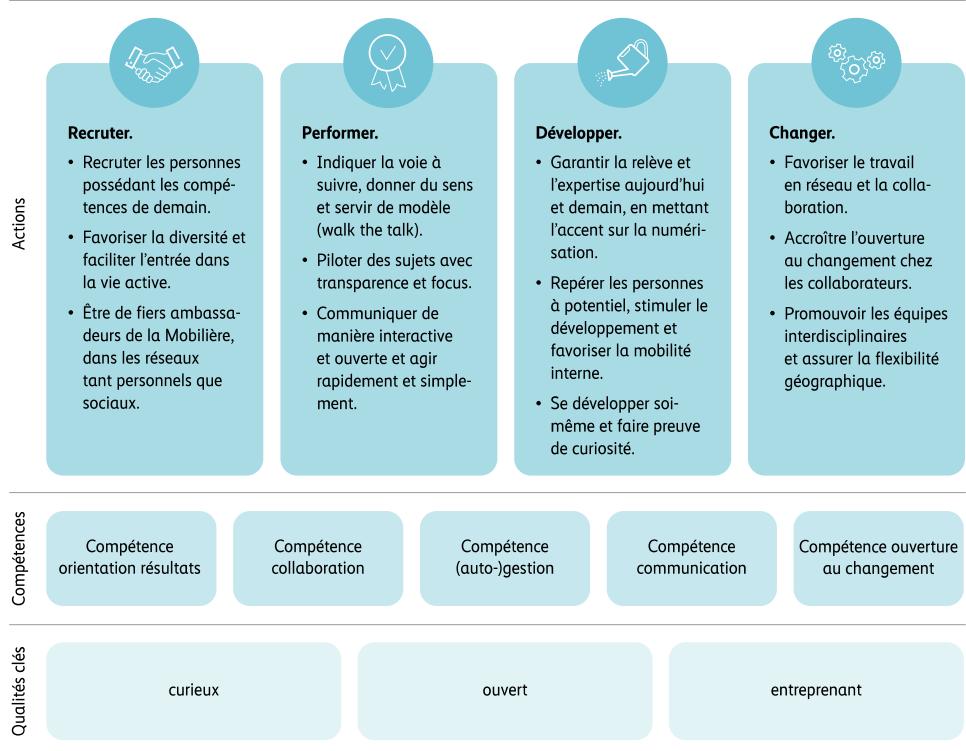 Actions
Recruter.
• Recruter les personnes
possédant les compé-
tences de demain.
• Favoriser la diversité et
faciliter l’entrée dans
la vie active.
• Être de fiers ambassa-
deurs de la Mobilière,
dans les réseaux
tant personnels que
sociaux.
Performer.
• Indiquer la voie à
suivre, donner du sens
et servir de modèle
(walk the talk).
• Piloter des sujets avec
transparence et focus.
• Communiquer de
manière interactive
et ouverte et agir
rapidement et simple-
ment.
Développer.
• Garantir la relève et
l’expertise aujourd’hui
et demain, en mettant
l’accent sur la numéri-
sation.
• Repérer les personnes
à potentiel, stimuler le
développement et
favoriser la mobilité
interne.
• Se développer soi-
même et faire preuve
de curiosité.
Changer.
• Favoriser le travail
en réseau et la colla-
boration.
• Accroître l’ouverture
au changement chez
les collaborateurs.
• Promouvoir les équipes
interdisciplinaires
et assurer la flexibilité
géographique.
Compétences
Compétence
orientation résultats
Compétence
collaboration
Compétence
(auto-)gestion
Compétence
communication
Compétence ouverture
au changement
Qualités clés
curieux
ouvert
entreprenant